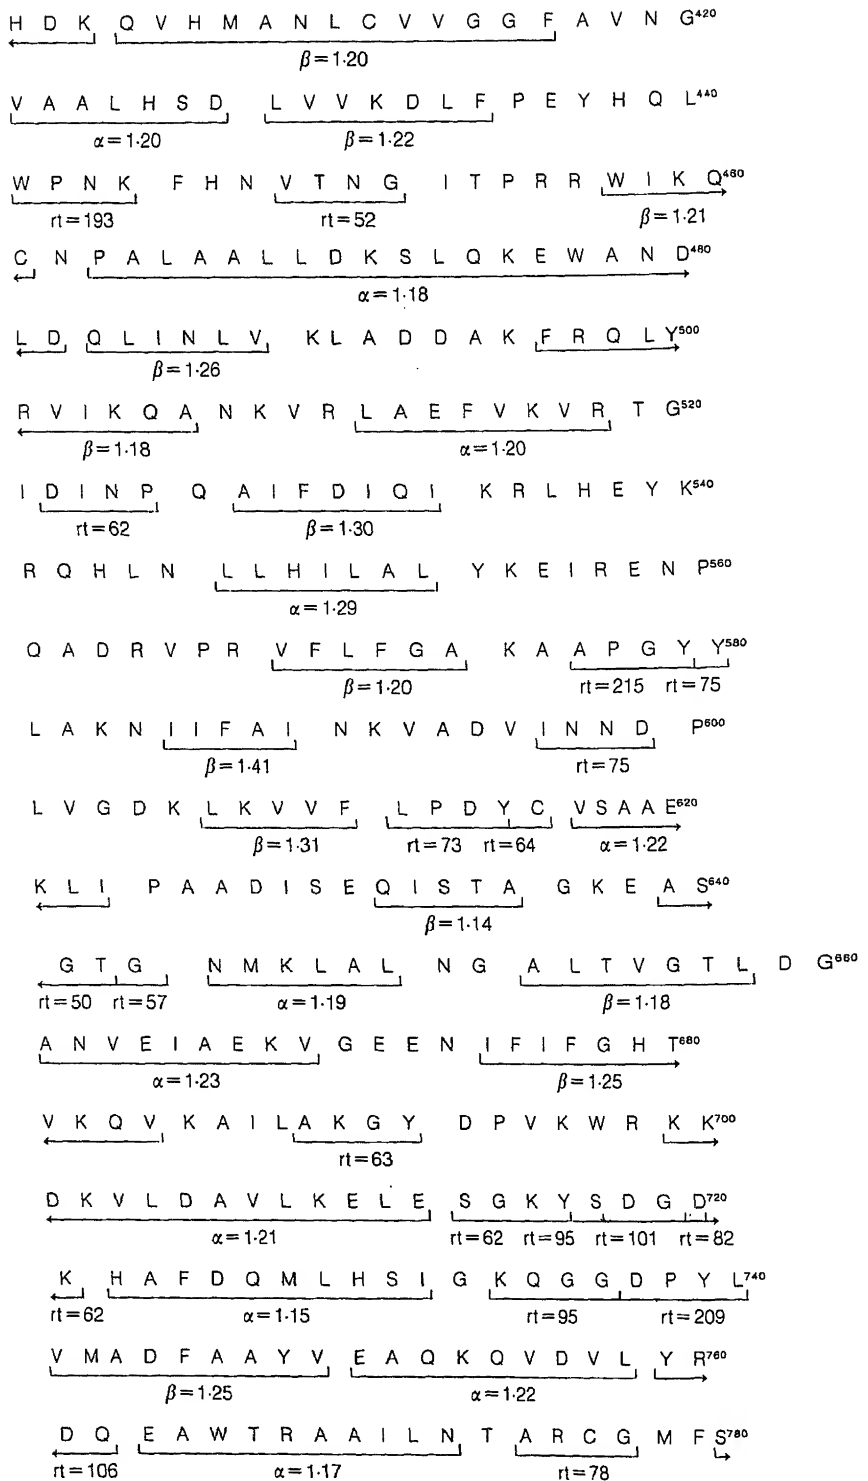 H D K Q V H M A N L C V V G G F A V N G420
β=1·20
V A A L H S D L V V K D L F P E Y H Q L440
α=1·20 β=1·22
W P N K F H N V T N G I T P R R W I K Q460
rt=193 rt=52 β=1·21
C N P A L A A L L D K S L Q K E W A N D480
α=1·18
L D Q L I N L V K L A D D A K F R Q L Y500
β=1·26
R V I K Q A N K V R L A E F V K V R T G520
β=1·18 α=1·20
I D I N P Q A I F D I Q I K R L H E Y K540
rt=62 β=1·30
R Q H L N L L H I L A L Y K E I R E N P560
α=1·29
Q A D R V P R V F L F G A K A A P G Y Y580
β=1·20 rt=215 rt=75
L A K N I I F A I N K V A D V I N N D P600
β=1·41 rt=75
L V G D K L K V V F L P D Y C V S A A E620
β=1·31 rt=73 rt=64 α=1·22
K L I P A A D I S E Q I S T A G K E A S640
β=1·14
G T G N M K L A L N G A L T V G T L D G660
rt=50 rt=57 α=1·19 β=1·18
A N V E I A E K V G E E N I F I F G H T680
α=1·23 β=1·25
V K Q V K A I L A K G Y D P V K W R K K700
rt=63
D K V L D A V L K E L E S G K Y S D G D720
α=1·21 rt=62 rt=95 rt=101 rt=82
K H A F D Q M L H S I G K Q G G D P Y L740
rt=62 α=1·15 rt=95 rt=209
V M A D F A A Y V E A Q K Q V D V L Y R760
β=1·25 α=1·22
D Q E A W T R A A I L N T A R C G M F S780
rt=106 α=1·17 rt=78